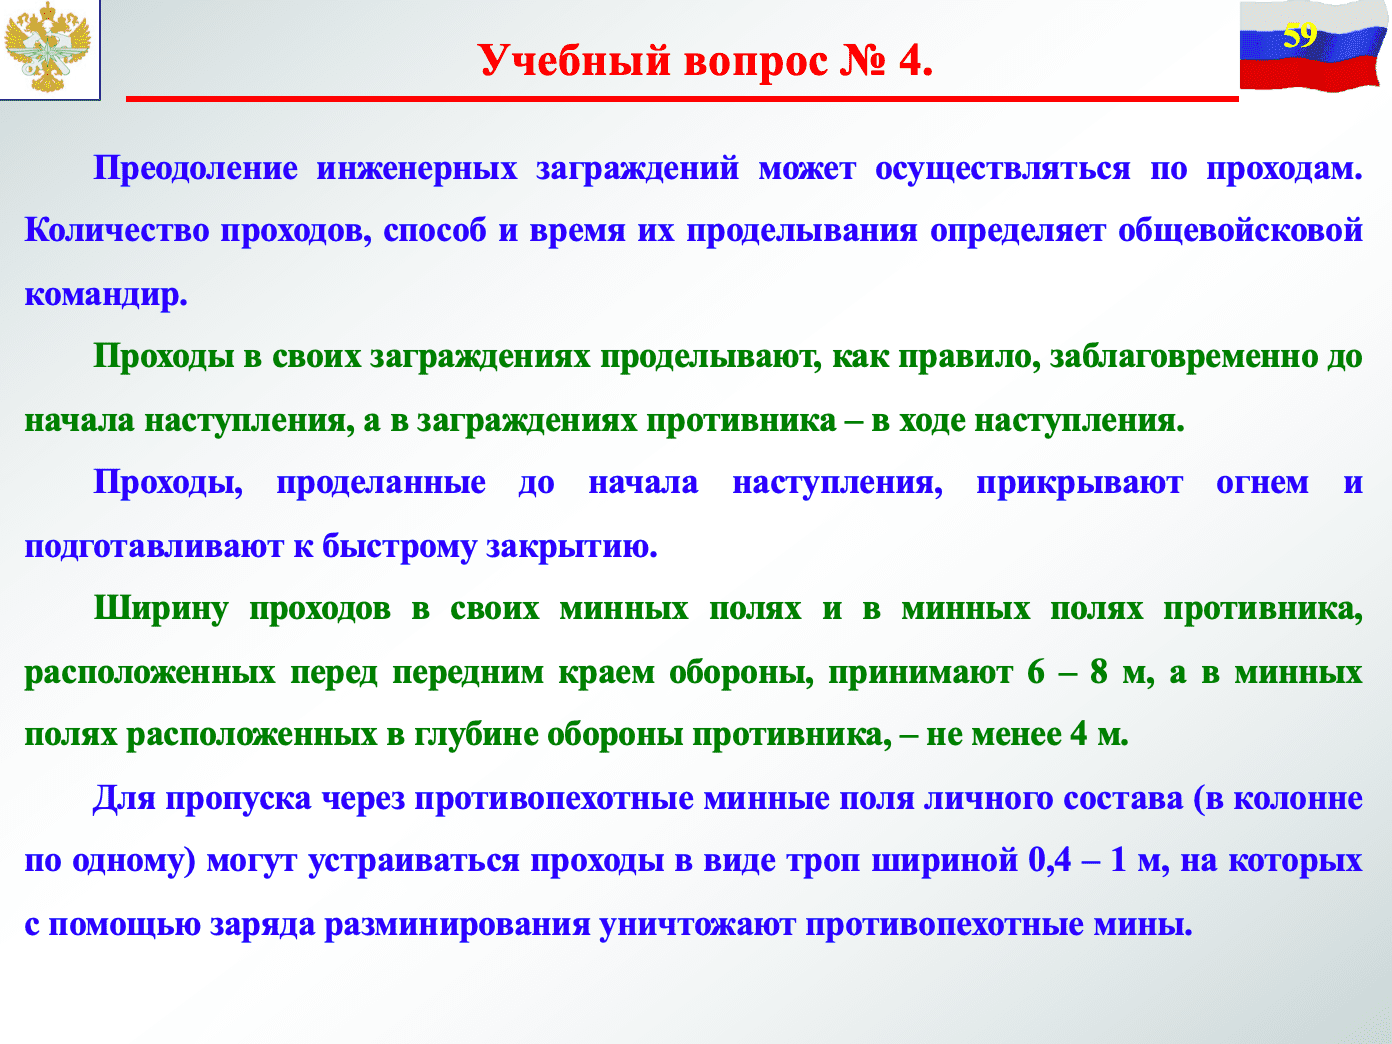 59
Учебный вопрос № 4.
Преодоление инженерных заграждений может осуществляться по проходам.
Количество проходов, способ и время их проделывания определяет общевойсковой
командир.
Проходы в своих заграждениях проделывают, как правило, заблаговременно до
начала наступления, а в заграждениях противника – в ходе наступления.
Проходы, проделанные до начала наступления, прикрывают огнем и
подготавливают к быстрому закрытию.
Ширину проходов в своих минных полях и в минных полях противника,
расположенных перед передним краем обороны, принимают 6 – 8 м, а в минных
полях расположенных в глубине обороны противника, – не менее 4 м.
Для пропуска через противопехотные минные поля личного состава (в колонне
по одному) могут устраиваться проходы в виде троп шириной 0,4 – 1 м, на которых
с помощью заряда разминирования уничтожают противопехотные мины.